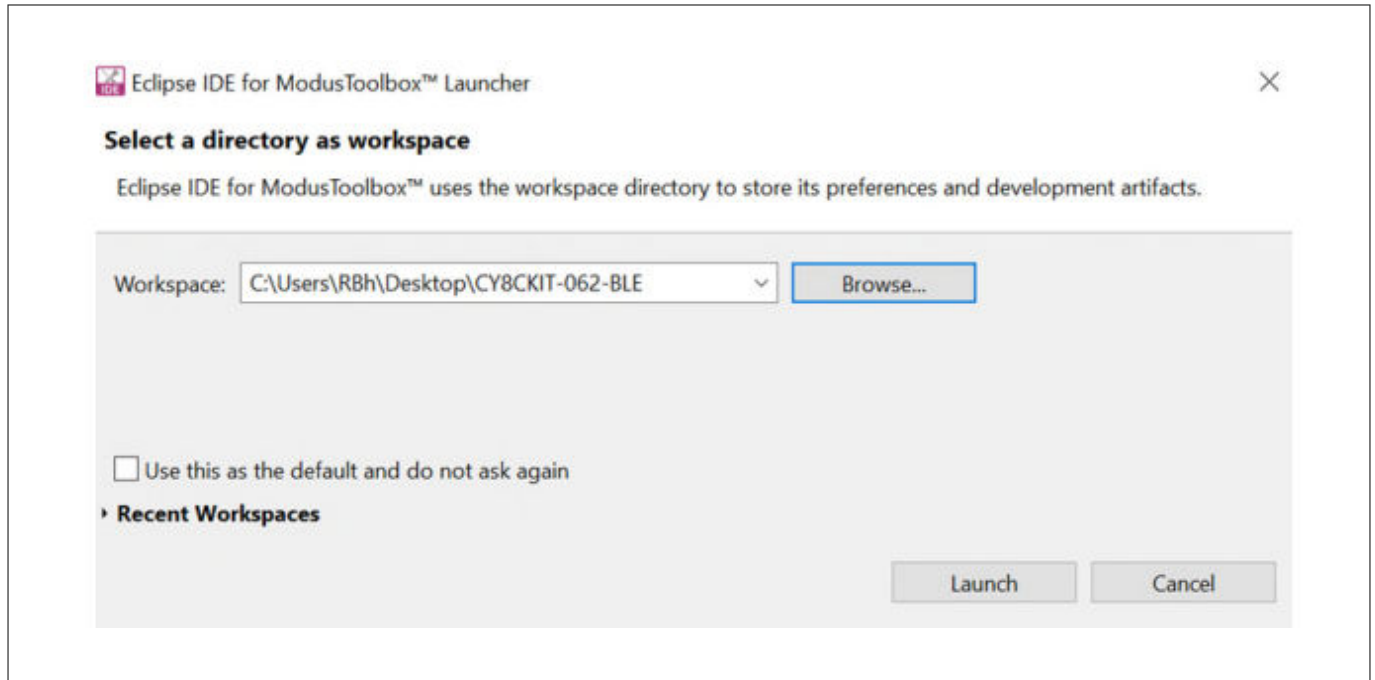 IDE
Eclipse IDE for ModusToolbox™ Launcher
Select a directory as workspace
Eclipse IDE for ModusToolbox™ uses the workspace directory to store its preferences and development artifacts.
Workspace: C:\Users\RBh\Desktop\CY8CKIT-062-BLE Browse...
Use this as the default and do not ask again
Recent Workspaces
Launch Cancel